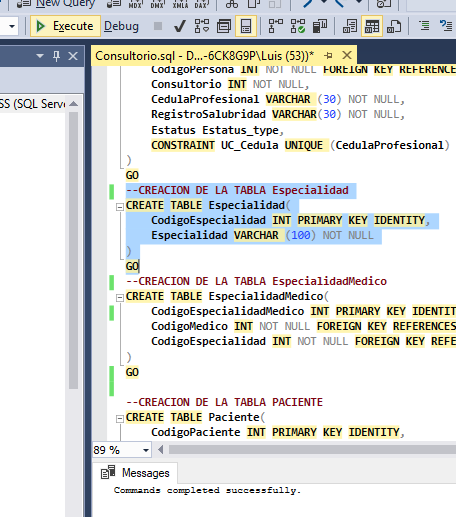 New Query
Execute Debug
Consultorio.sql - D...-6CK8G9P\Luis (53))*
SS (SQL Serve
CodigoPersona INT NOT NULL FOREIGN KEY REFERENCE
Consultorio INT NOT NULL,
CedulaProfesional VARCHAR (30) NOT NULL,
RegistroSalubridad VARCHAR(30) NOT NULL,
Estatus Estatus_type,
CONSTRAINT UC_Cedula UNIQUE (CedulaProfesional)
)
GO
--CREACION DE LA TABLA Especialidad
CREATE TABLE Especialidad(
CodigoEspecialidad INT PRIMARY KEY IDENTITY,
Especialidad VARCHAR (100) NOT NULL
)
GO
--CREACION DE LA TABLA EspecialidadMedico
CREATE TABLE EspecialidadMedico(
CodigoEspecialidadMedico INT PRIMARY KEY IDENTIT
CodigoMedico INT NOT NULL FOREIGN KEY REFERENCES
CodigoEspecialidad INT NOT NULL FOREIGN KEY REFE
)
GO
--CREACION DE LA TABLA PACIENTE
CREATE TABLE Paciente(
CodigoPaciente INT PRIMARY KEY IDENTITY,
89 %
Messages
Commands completed successfully.